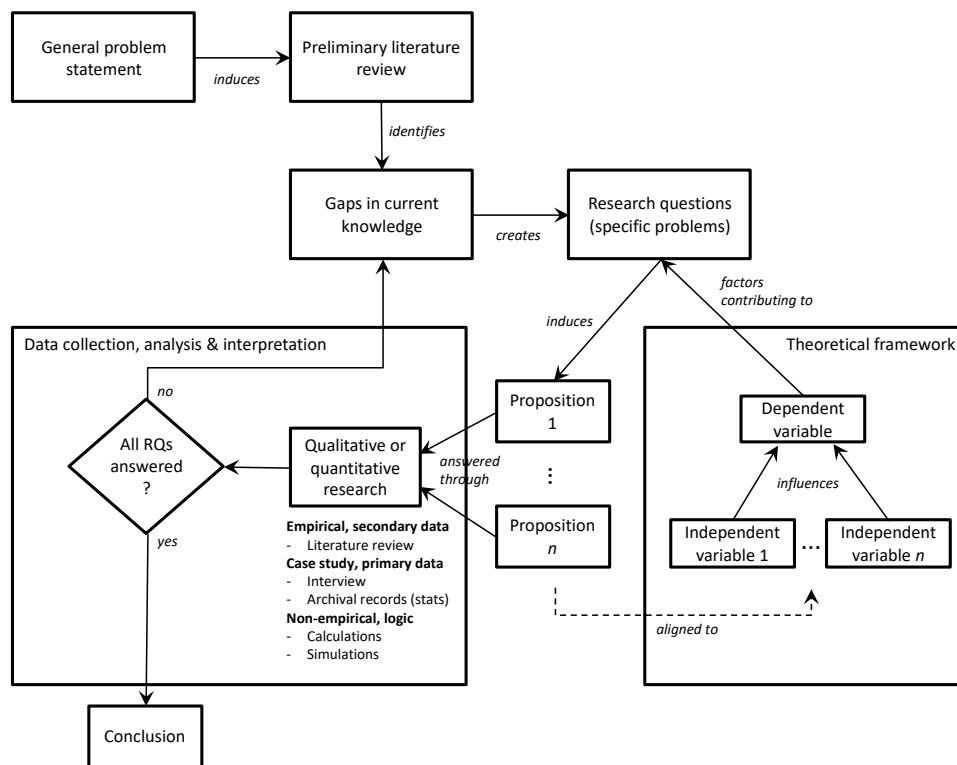 General problem
statement
induces
Preliminary literature
review
identifies
Gaps in current
knowledge
creates
Research questions
(specific problems)
factors
contributing to
induces
Data collection, analysis & interpretation
Theoretical framework
no
All RQs
answered
?
yes
Qualitative or
quantitative
research
answered
through
Proposition
1
...
Proposition
n
Dependent
variable
influences
Independent
variable 1
...
Independent
variable n
Empirical, secondary data
- Literature review
Case study, primary data
- Interview
- Archival records (stats)
Non-empirical, logic
- Calculations
- Simulations
aligned to
Conclusion